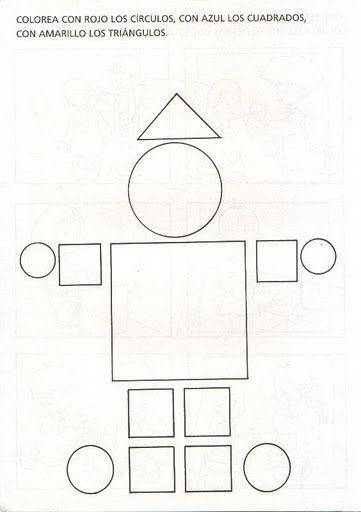 COLOREA CON ROJO LOS CÍRCULOS, CON AZUL LOS CUADRADOS,
CON AMARILLO LOS TRIÁNGULOS.